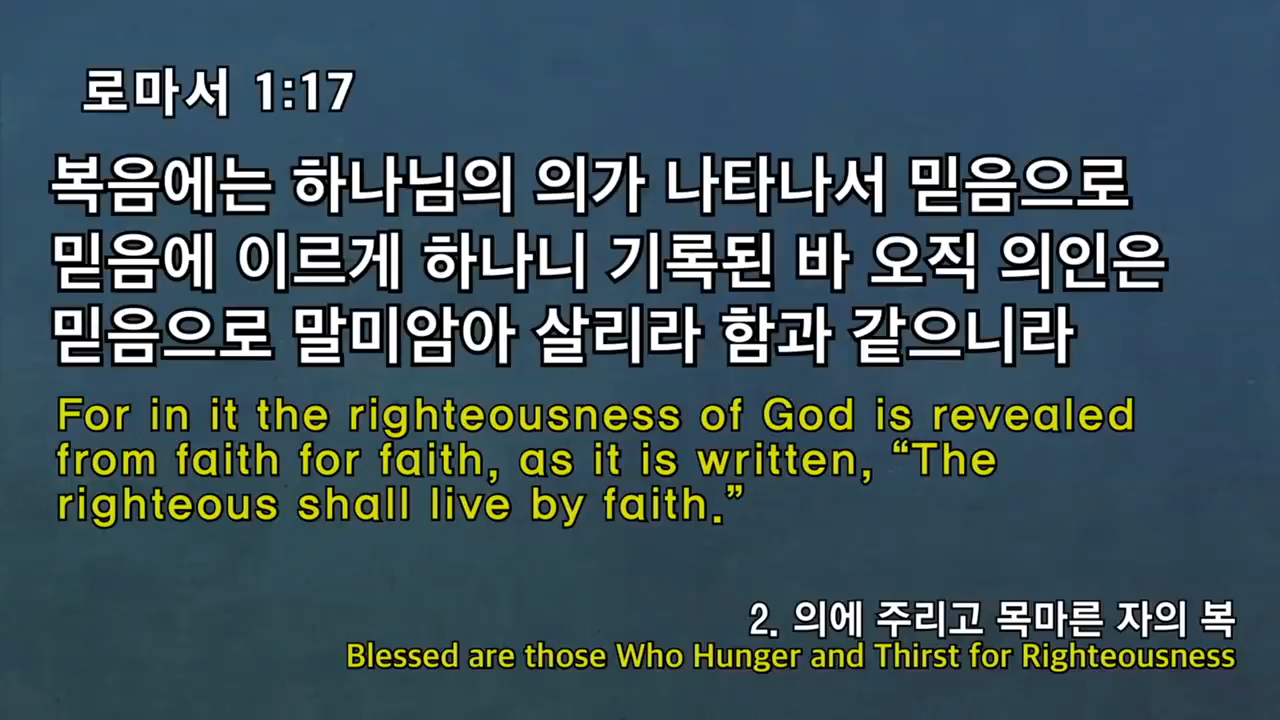 로마서 1:17
복음에는 하나님의 의가 나타나서 믿음으로
믿음에 이르게 하나니 기록된 바 오직 의인은
믿음으로 말미암아 살리라 함과 같으니라
For in it the righteousness of God is revealed
from faith for faith, as it is written, “The
righteous shall live by faith.”
2. 의에 주리고 목마른 자의 복
Blessed are those Who Hunger and Thirst for Righteousness